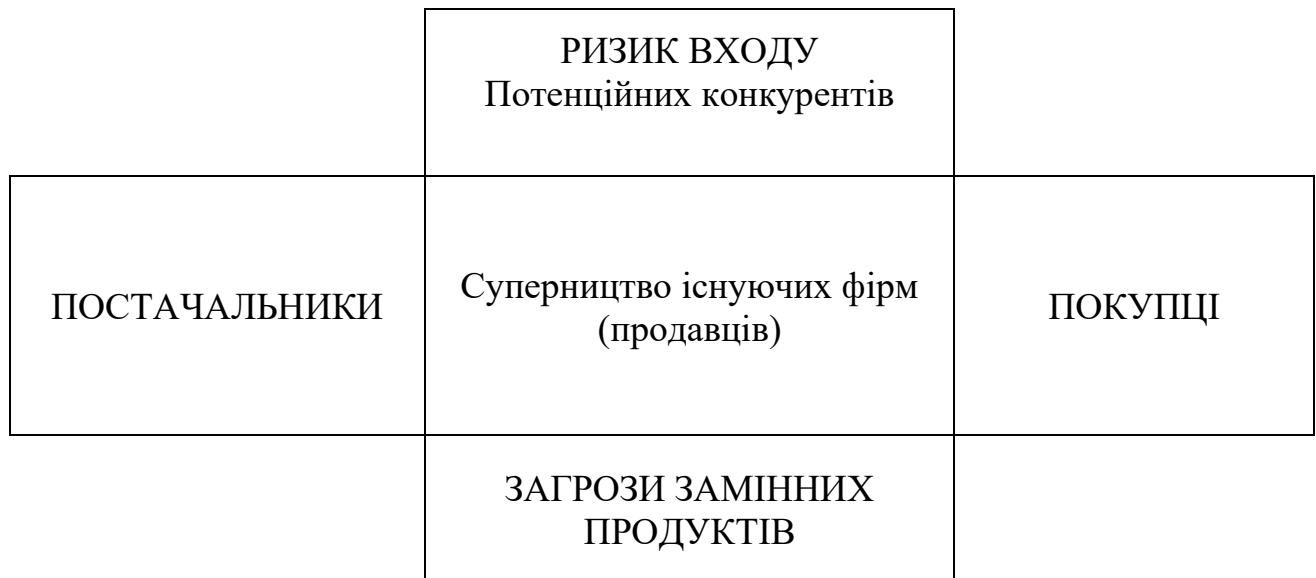 РИЗИК ВХОДУ
Потенційних конкурентів
ПОСТАЧАЛЬНИКИ
Суперництво існуючих фірм
(продавців)
ПОКУПЦІ
ЗАГРОЗИ ЗАМІННИХ
ПРОДУКТІВ